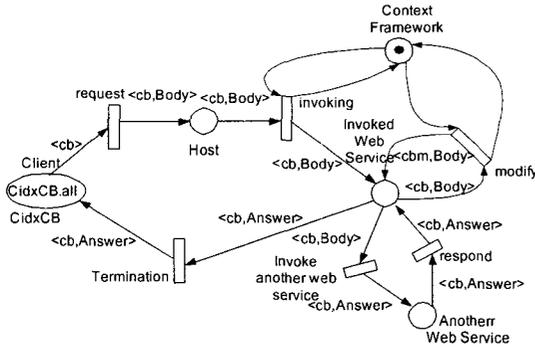 Context
Framework
request
<cb,Body>
<cb,Body>
invoking
<cb>
Host
Invoked
Web
Service
<cbm,Body>
<cb,Body>
modify
<cb,Body>
Client
CidxCB.all
CidxCB
<cb,Answer>
<cb,Answer>
<cb,Body>
<cb,Answer>
respond
Termination
Invoke
another web
service
<cb,Answer>
<cb,Answer>
Anotherr
Web Service